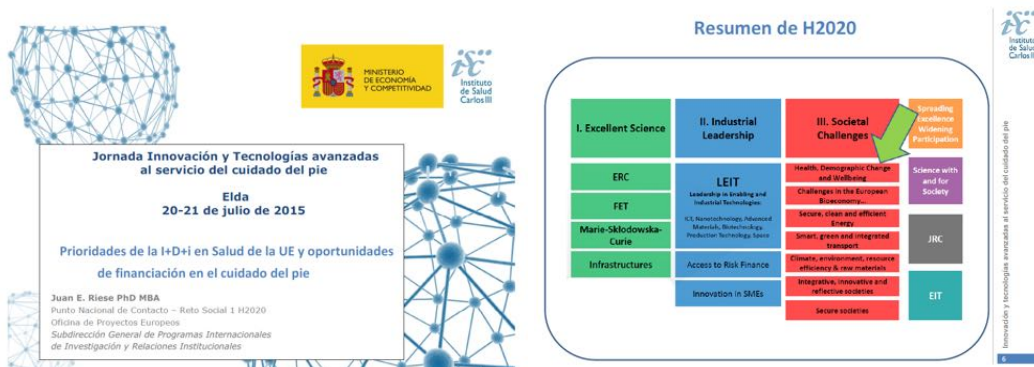 MINISTERIO
DE ECONOMÍA
Y COMPETITIVIDAD
Instituto
de Salud
Carlos III
Jornada Innovación y Tecnologías avanzadas
al servicio del cuidado del pie
Elda
20-21 de julio de 2015
Prioridades de la I+D+i en Salud de la UE y oportunidades
de financiación en el cuidado del pie
Juan E. Riese PhD MBA
Punto Nacional de Contacto – Reto Social 1 H2020
Oficina de Proyectos Europeos
Subdirección General de Programas Internacionales
de Investigación y Relaciones Institucionales
Resumen de H2020
Instituto
de Salud
Carlos III
I. Excellent Science
ERC
FET
Marie-Skłodowska-
Curie
Infrastructures
II. Industrial
Leadership
LEIT
Leadership in Enabling and
Industrial Technologies:
ICT, Nanotechnology, Advanced
Materials, Biotechnology,
Production Technology, Space
Access to Risk Finance
Innovation in SMEs
III. Societal
Challenges
Health, Demographic Change
and Wellbeing
Challenges in the European
Bioeconomy...
Secure, clean and efficient
Energy
Smart, green and integrated
transport
Climate, environment, resource
efficiency & raw materials
Integrative, innovative and
reflective societies
Secure societies
Spreading
Excellence
Widening
Participation
Science with
and for
Society
JRC
EIT
Innovación y tecnologías avanzadas al servicio del cuidado del pie
6